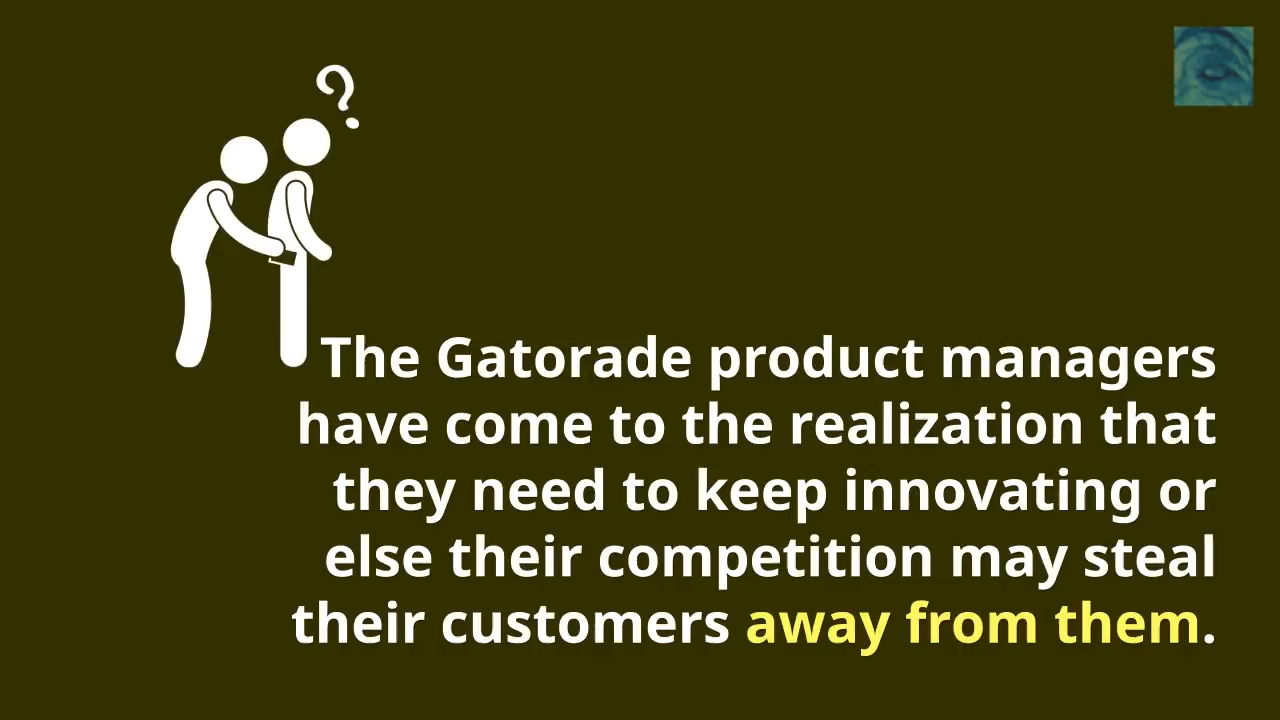 ?
The Gatorade product managers
have come to the realization that
they need to keep innovating or
else their competition may steal
their customers away from them.